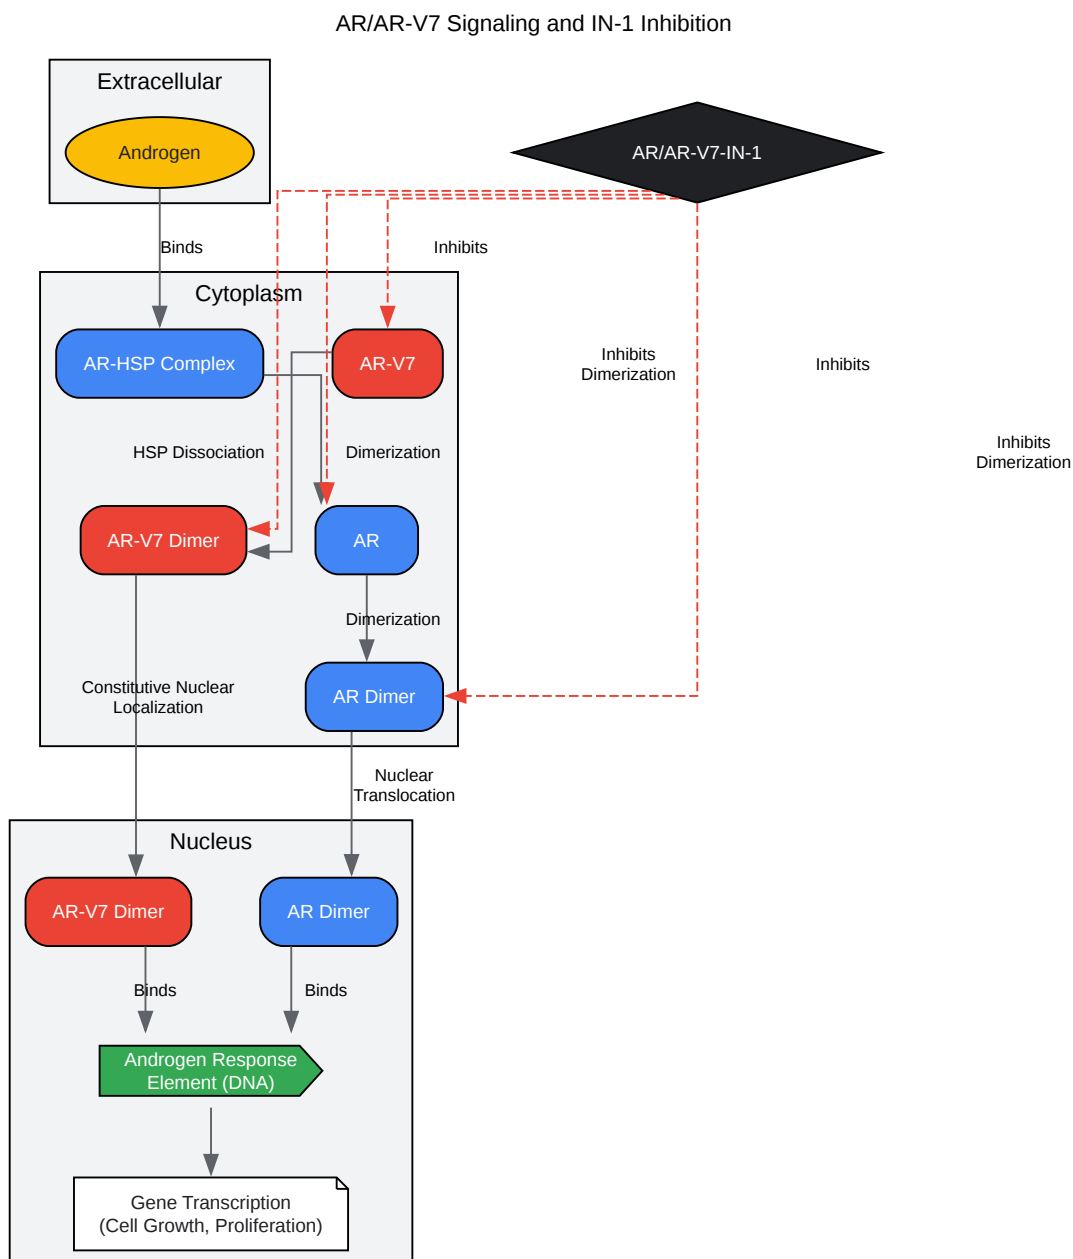 AR/AR-V7 Signaling and IN-1 Inhibition
Extracellular
Androgen
AR/AR-V7-IN-1
Binds
Inhibits
Cytoplasm
AR-HSP Complex
AR-V7
Inhibits
Dimerization
Inhibits
HSP Dissociation
Dimerization
Inhibits
Dimerization
AR-V7 Dimer
AR
Dimerization
Constitutive Nuclear
Localization
AR Dimer
Nuclear
Translocation
Nucleus
AR-V7 Dimer
AR Dimer
Binds
Binds
Androgen Response
Element (DNA)
Gene Transcription
(Cell Growth, Proliferation)